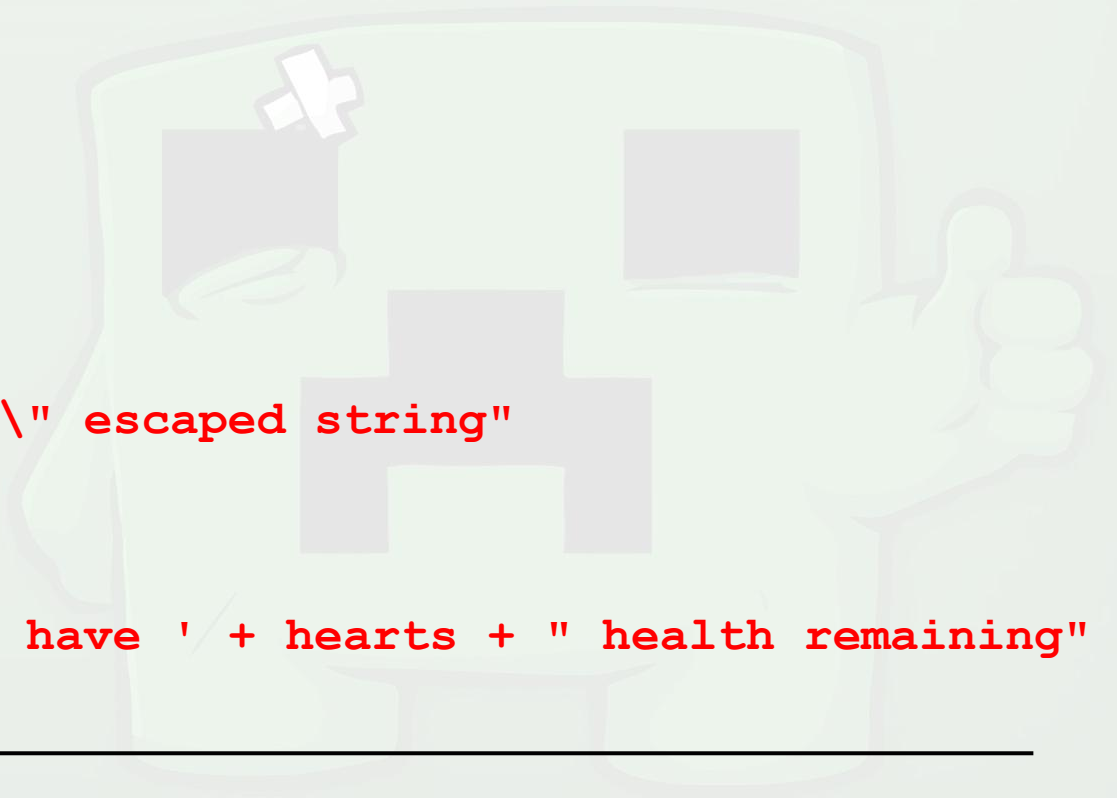 \" escaped string"
have ' + hearts + " health remaining"